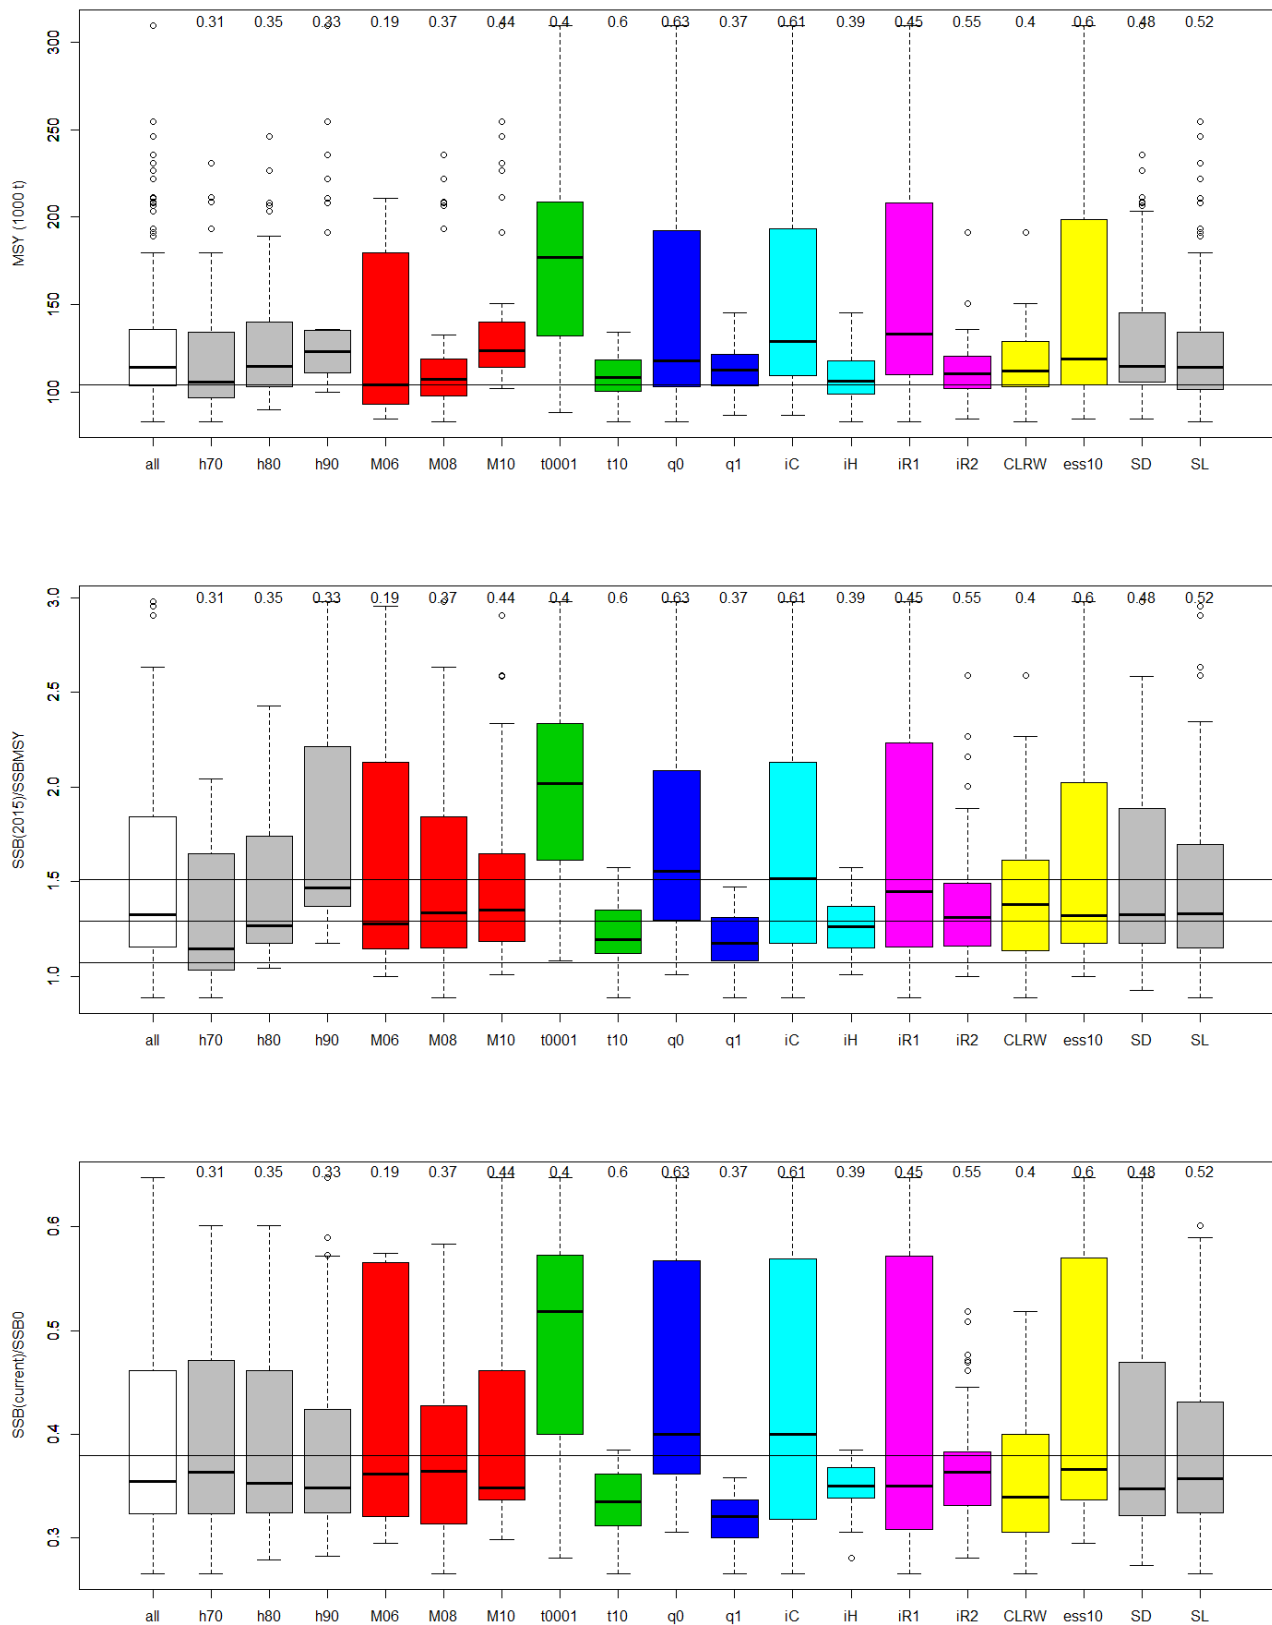 0.31 0.35 0.33 0.19 0.37 0.44 0.4 0.6 0.63 0.37 0.61 0.39 0.45 0.55 0.4 0.6 0.48 0.52
MSY (1000 t)
300
250
200
150
100
all h70 h80 h90 M06 M08 M10 t0001 t10 q0 q1 iC iH iR1 iR2 CLRW ess10 SD SL
0.31 0.35 0.33 0.19 0.37 0.44 0.4 0.6 0.63 0.37 0.61 0.39 0.45 0.55 0.4 0.6 0.48 0.52
SSB(2015)/SSBMSY
3.0
2.5
2.0
1.5
1.0
all h70 h80 h90 M06 M08 M10 t0001 t10 q0 q1 iC iH iR1 iR2 CLRW ess10 SD SL
0.31 0.35 0.33 0.19 0.37 0.44 0.4 0.6 0.63 0.37 0.61 0.39 0.45 0.55 0.4 0.6 0.48 0.52
SSB(current)/SSB0
0.6
0.5
0.4
0.3
all h70 h80 h90 M06 M08 M10 t0001 t10 q0 q1 iC iH iR1 iR2 CLRW ess10 SD SL